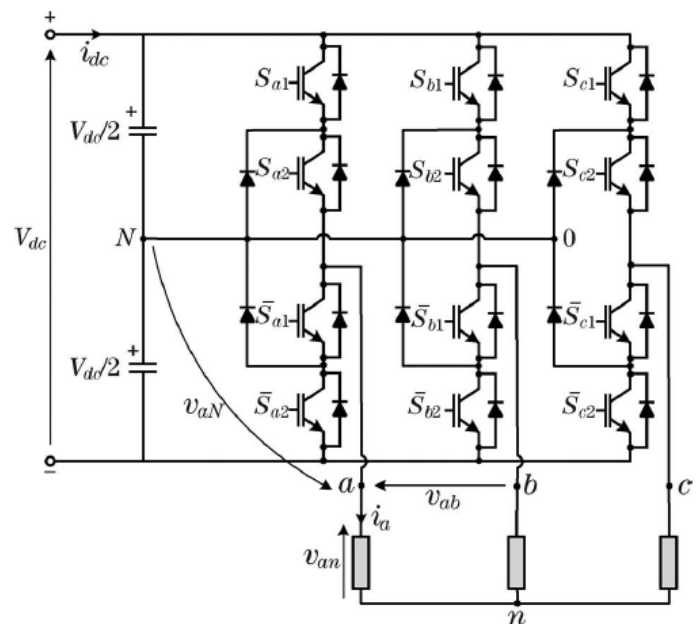 +
i_dc
S_a1
S_b1
S_c1
+
V_dc/2
S_a2
S_b2
S_c2
V_dc
N
0
S̄_a1
S̄_b1
S̄_c1
+
V_dc/2
v_aN
S̄_a2
S̄_b2
S̄_c2
−
a
v_ab
b
c
i_a
v_an
n